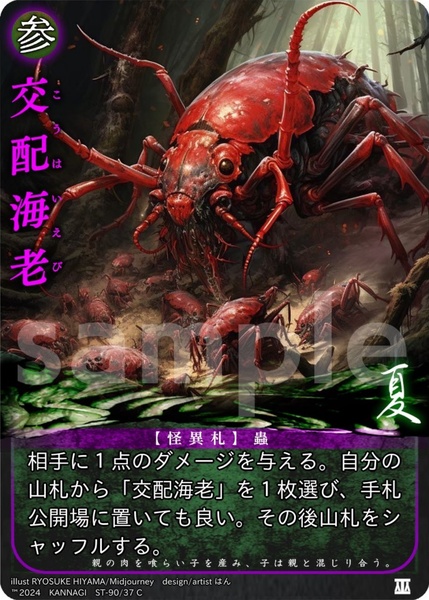 参
交配海老
こうはいえび
sample
夏
【怪異札】 蟲
相手に1点のダメージを与える。自分の
山札から「交配海老」を1枚選び、手札
公開場に置いても良い。その後山札をシ
ャッフルする。
親の肉を喰らい子を産み、子は親と混じり合う。
illust RYOSUKE HIYAMA/Midjourney design/artist はん
™2024 KANNAGI ST-90/37 C